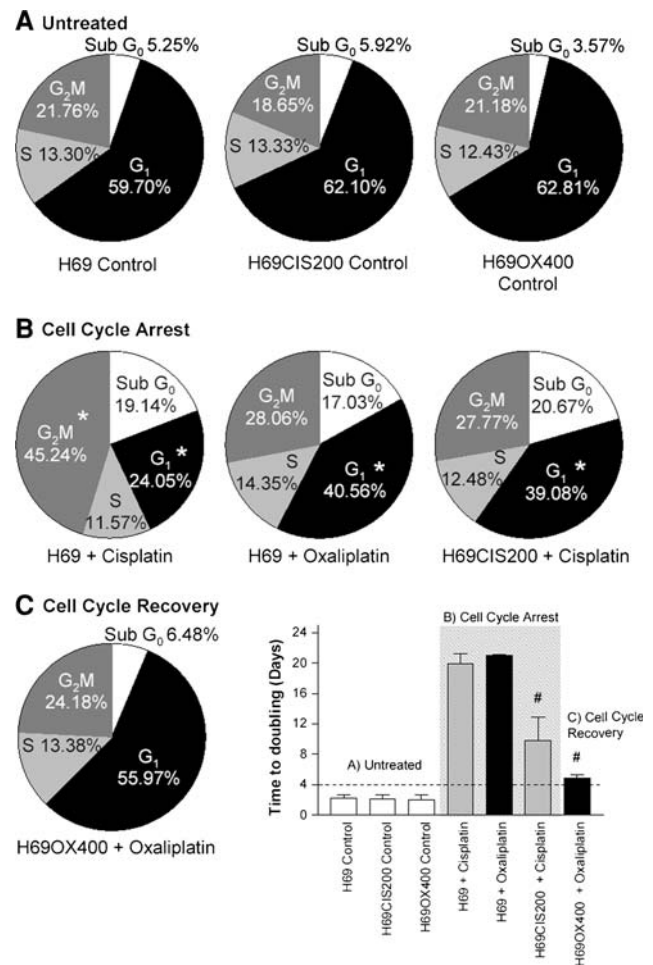 A Untreated
Sub G₀ 5.25%
G₂M
21.76%
S 13.30%
G₁
59.70%
H69 Control
Sub G₀ 5.92%
G₂M
18.65%
S 13.33%
G₁
62.10%
H69CIS200 Control
Sub G₀ 3.57%
G₂M
21.18%
S 12.43%
G₁
62.81%
H69OX400
Control
B Cell Cycle Arrest
Sub G₀
19.14%
G₂M *
45.24%
G₁ *
24.05%
S
11.57%
H69 + Cisplatin
Sub G₀
17.03%
G₂M
28.06%
S
14.35%
G₁ *
40.56%
H69 + Oxaliplatin
Sub G₀
20.67%
G₂M
27.77%
S
12.48%
G₁ *
39.08%
H69CIS200 + Cisplatin
C Cell Cycle Recovery
Sub G₀ 6.48%
G₂M
24.18%
S 13.38%
G₁
55.97%
H69OX400 + Oxaliplatin
Time to doubling (Days)
24
20
16
12
8
4
0
A) Untreated
B) Cell Cycle Arrest
C) Cell Cycle
Recovery
#
#
H69 Control
H69CIS200 Control
H69OX400 Control
H69 + Cisplatin
H69 + Oxaliplatin
H69CIS200 + Cisplatin
H69OX400 + Oxaliplatin